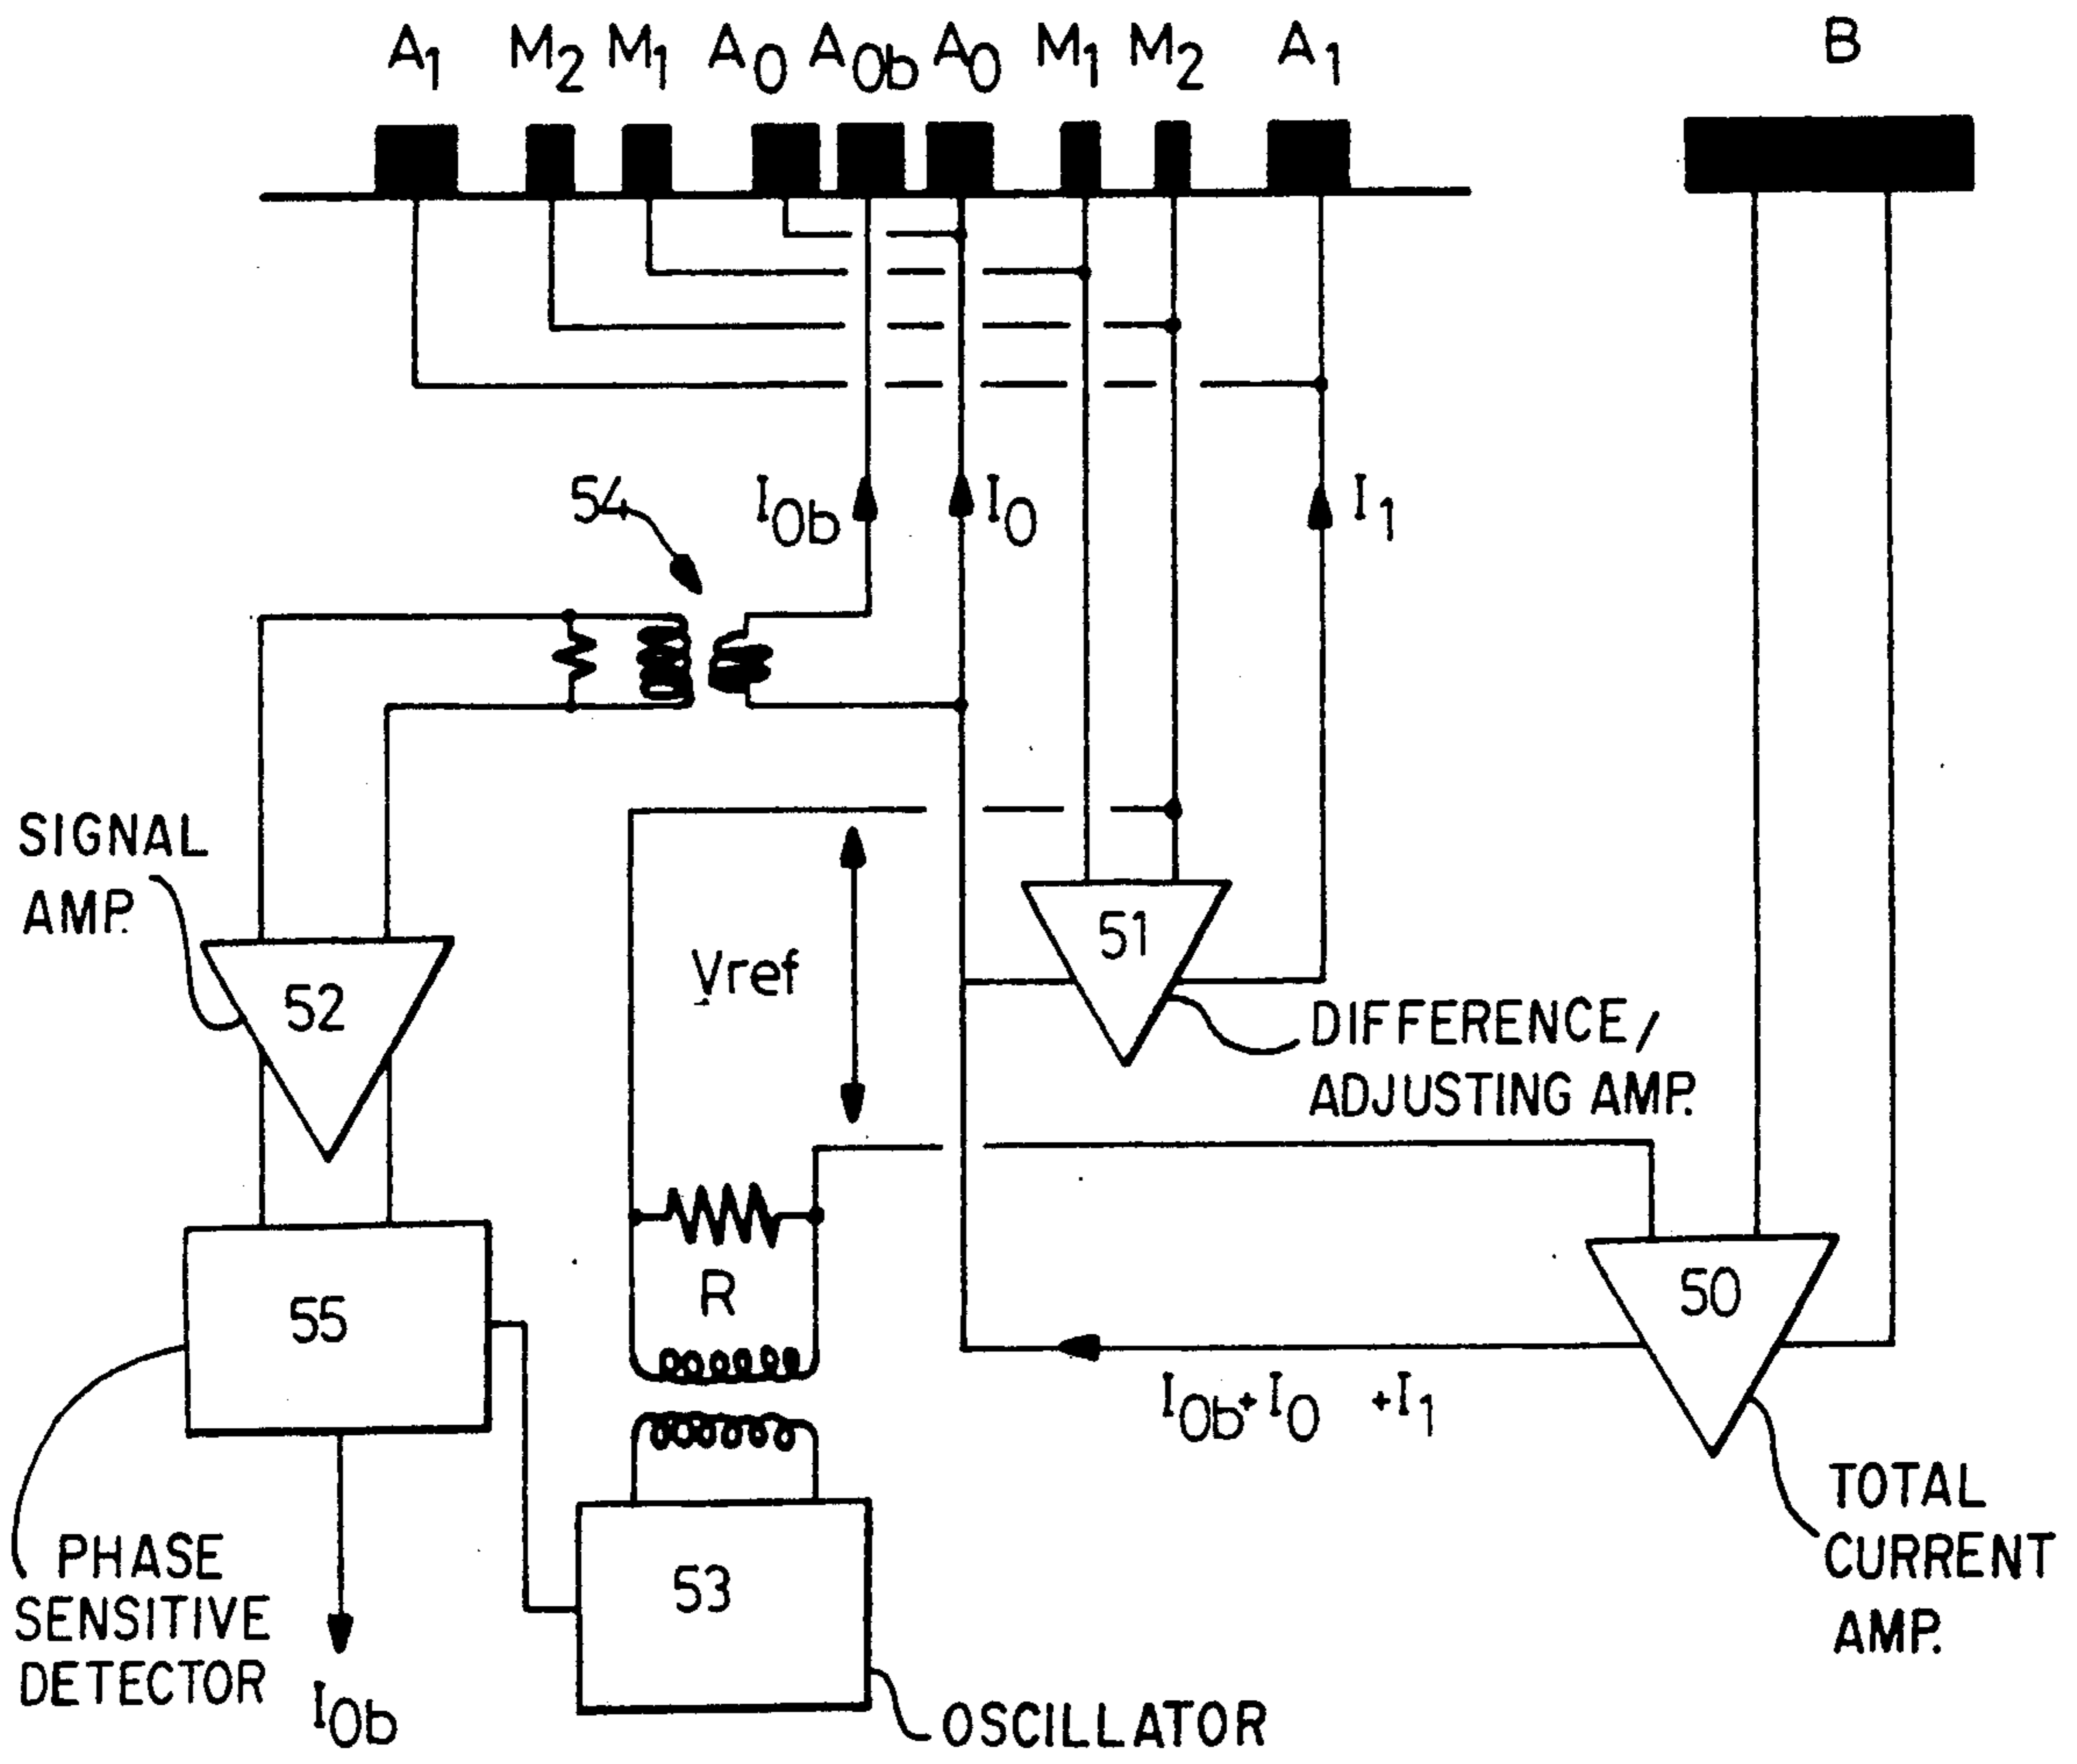 A1 M2 M1 A0 A0b A0 M1 M2 A1 B
54 I0b I0 I1
SIGNAL
AMP.
52
Vref
51
DIFFERENCE/
ADJUSTING AMP.
55
R
50
I0b+I0 +I1
TOTAL
CURRENT
AMP.
PHASE
SENSITIVE
DETECTOR
I0b
53
OSCILLATOR